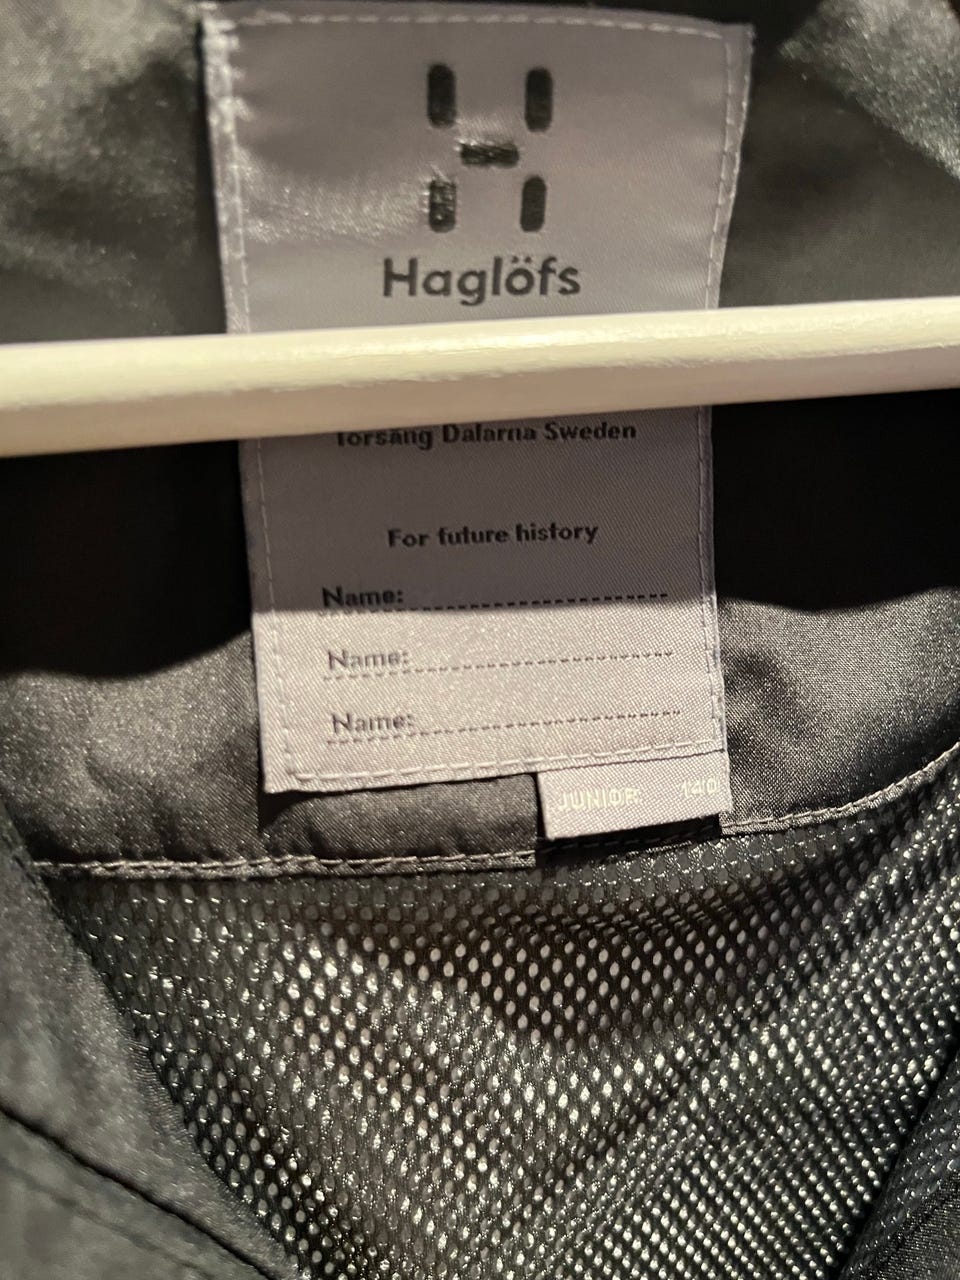 Haglöfs
Torsång Dalarna Sweden
For future history
Name:
Name:
Name:
JUNIOR 140